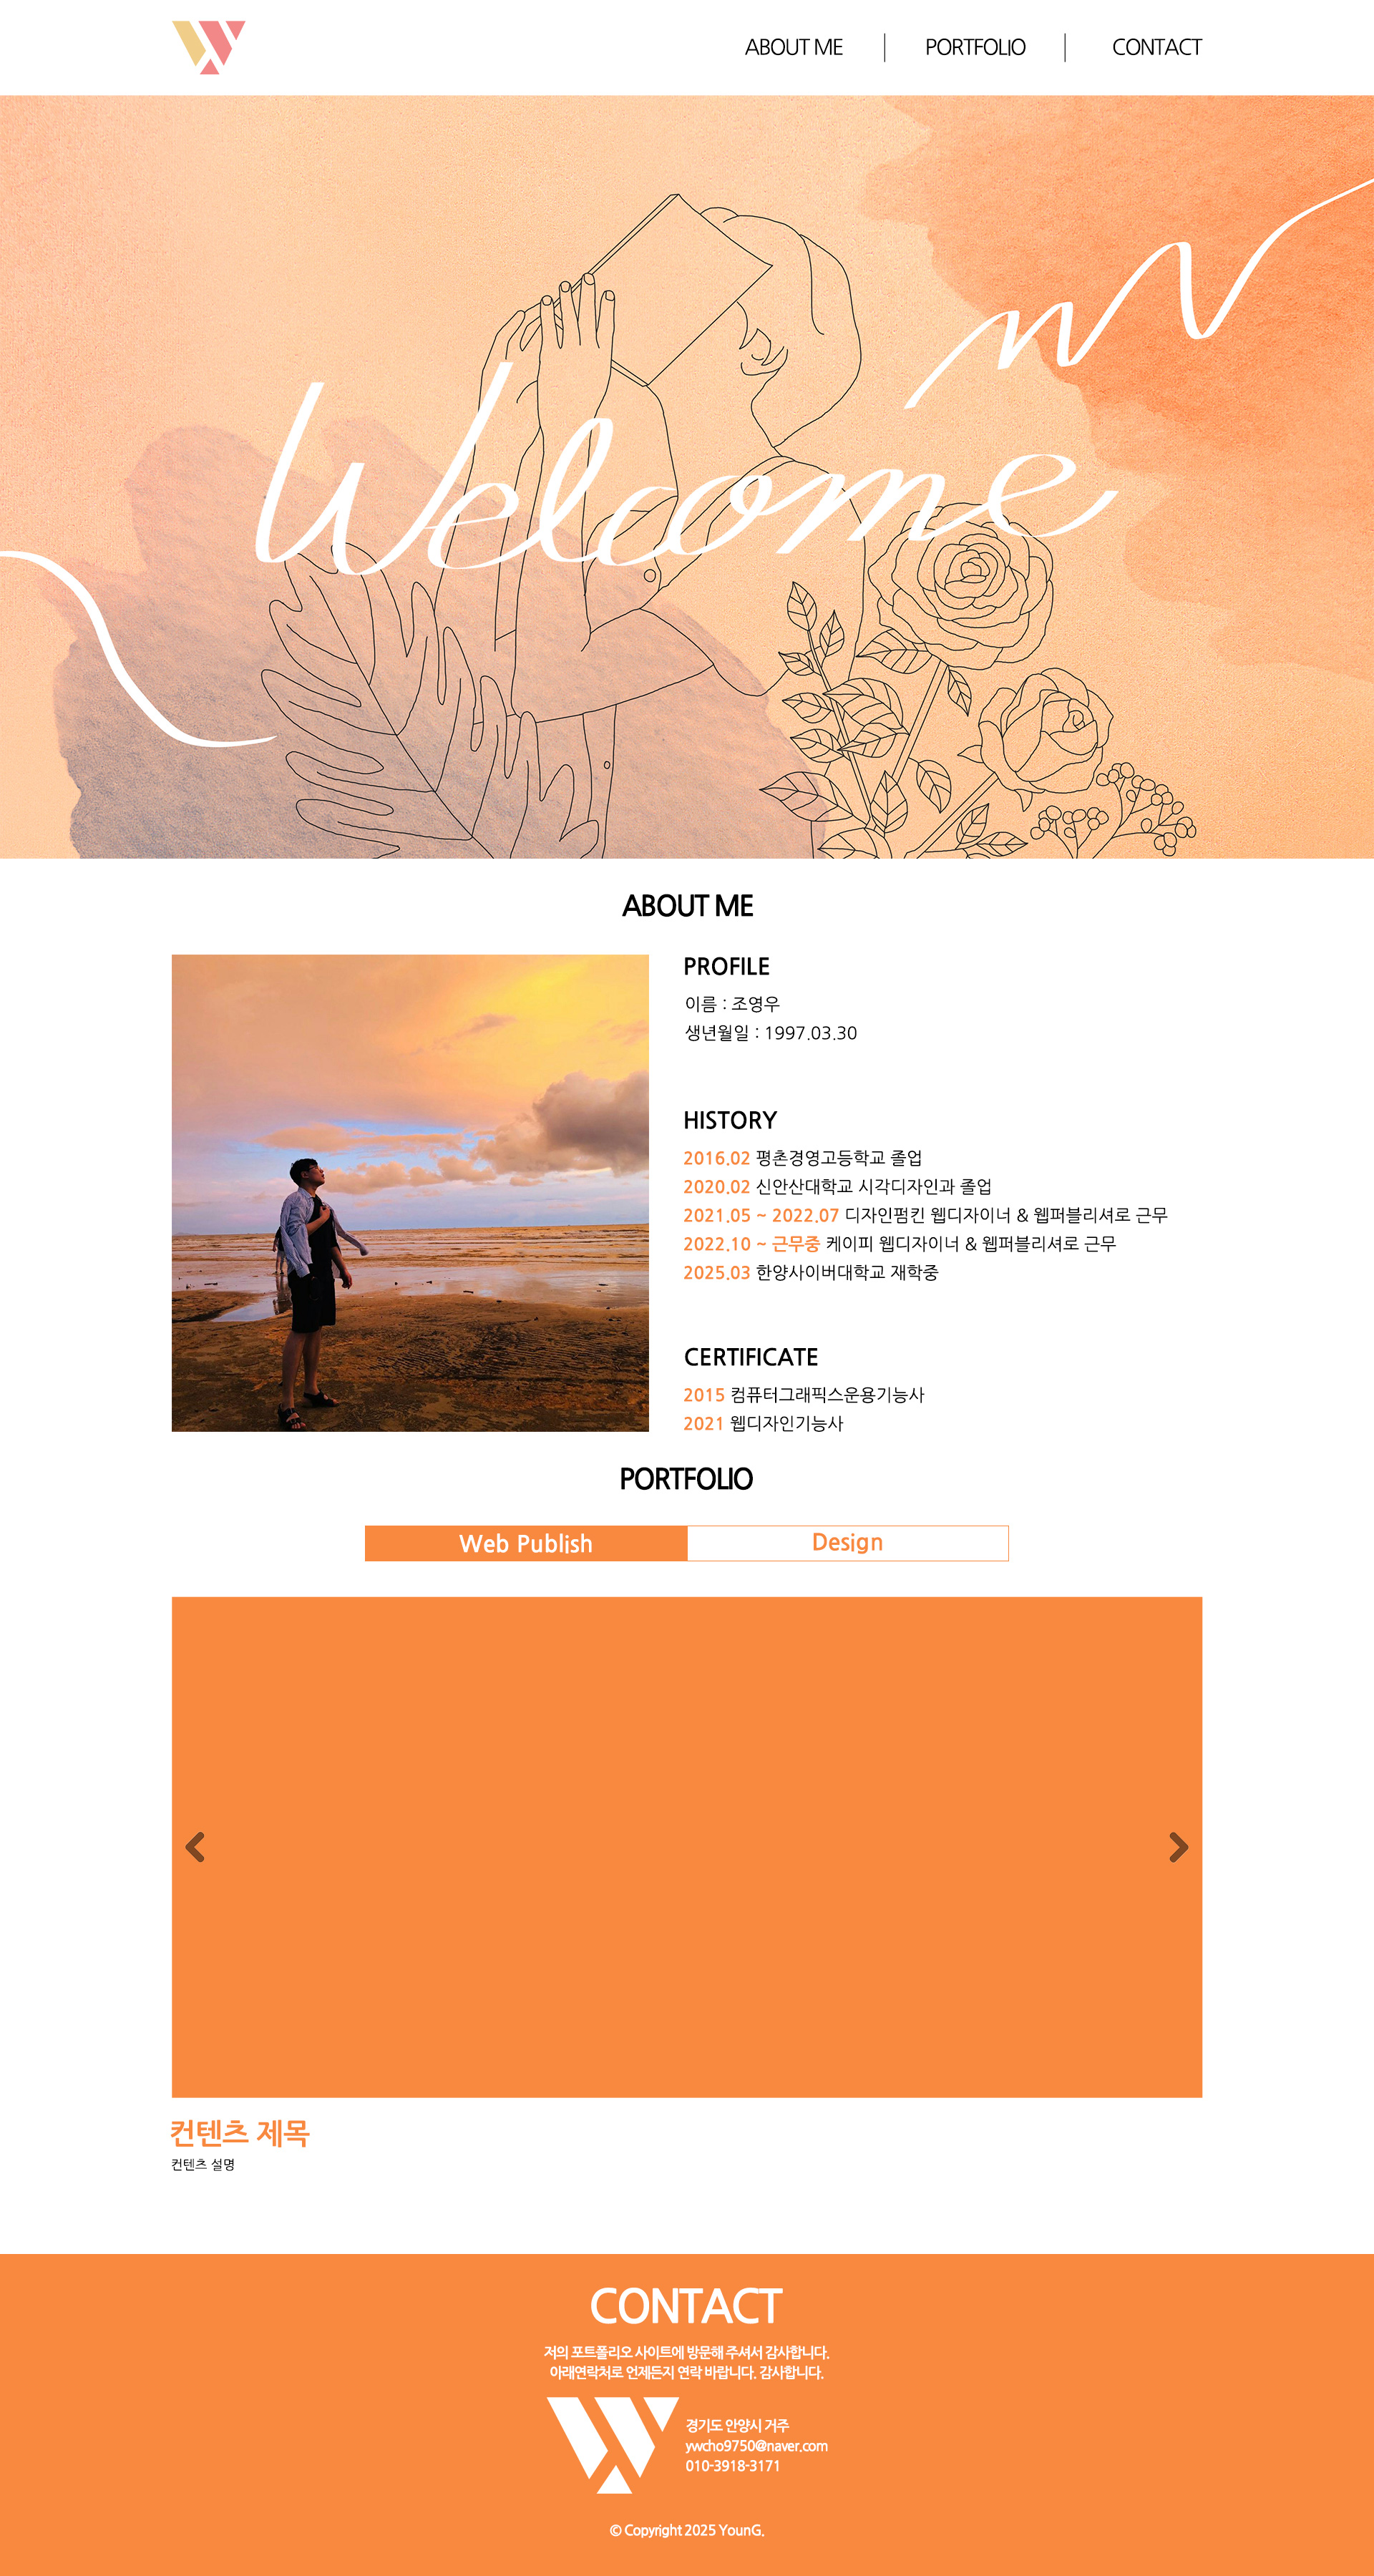 ABOUT ME
PORTFOLIO
CONTACT
Welcome
ABOUT ME
PROFILE
이름 : 조영우
생년월일 : 1997.03.30
HISTORY
2016.02 평촌경영고등학교 졸업
2020.02 신안산대학교 시각디자인과 졸업
2021.05 ~ 2022.07 디자인펌킨 웹디자이너 & 웹퍼블리셔로 근무
2022.10 ~ 근무중 케이피 웹디자이너 & 웹퍼블리셔로 근무
2025.03 한양사이버대학교 재학중
CERTIFICATE
2015 컴퓨터그래픽스운용기능사
2021 웹디자인기능사
PORTFOLIO
Web Publish
Design
컨텐츠 제목
컨텐츠 설명
CONTACT
저의 포트폴리오 사이트에 방문해 주셔서 감사합니다.
아래연락처로 언제든지 연락 바랍니다. 감사합니다.
경기도 안양시 거주
ywcho9750@naver.com
010-3918-3171
© Copyright 2025 YounG.